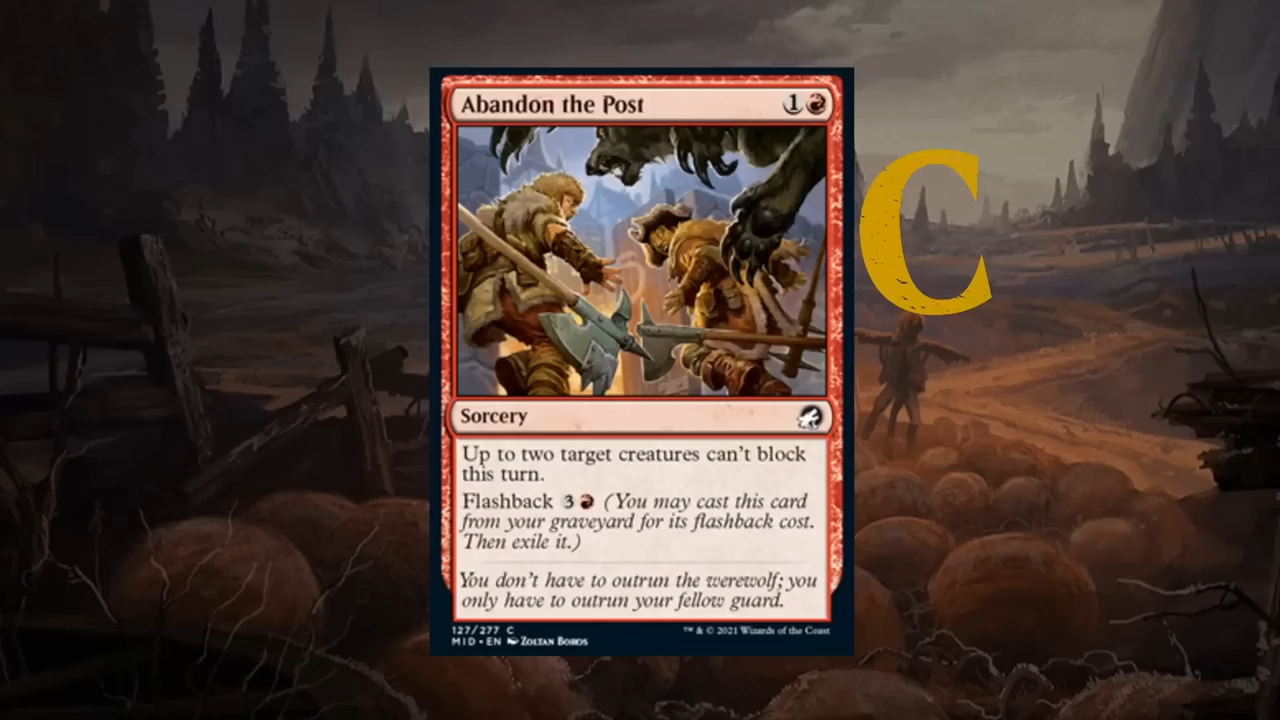 Abandon the Post 1
C
Sorcery
Up to two target creatures can't block
this turn.
Flashback 3 (You may cast this card
from your graveyard for its flashback cost.
Then exile it.)
You don't have to outrun the werewolf; you
only have to outrun your fellow guard.
127/277 C
™ & © 2021 Wizards of the Coast
MID • EN Zoltan Boros